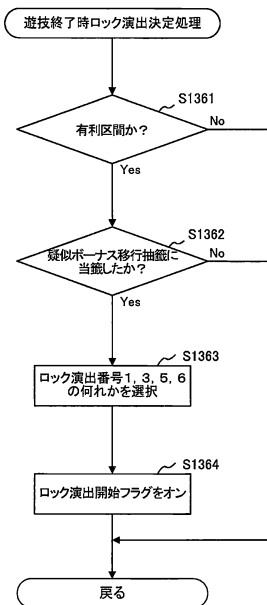 遊技終了時ロック演出決定処理
S1361
有利区間か？
No
Yes
S1362
疑似ボーナス移行抽籤に
当籤したか？
No
Yes
S1363
ロック演出番号1，3，5，6
の何れかを選択
S1364
ロック演出開始フラグをオン
戻る